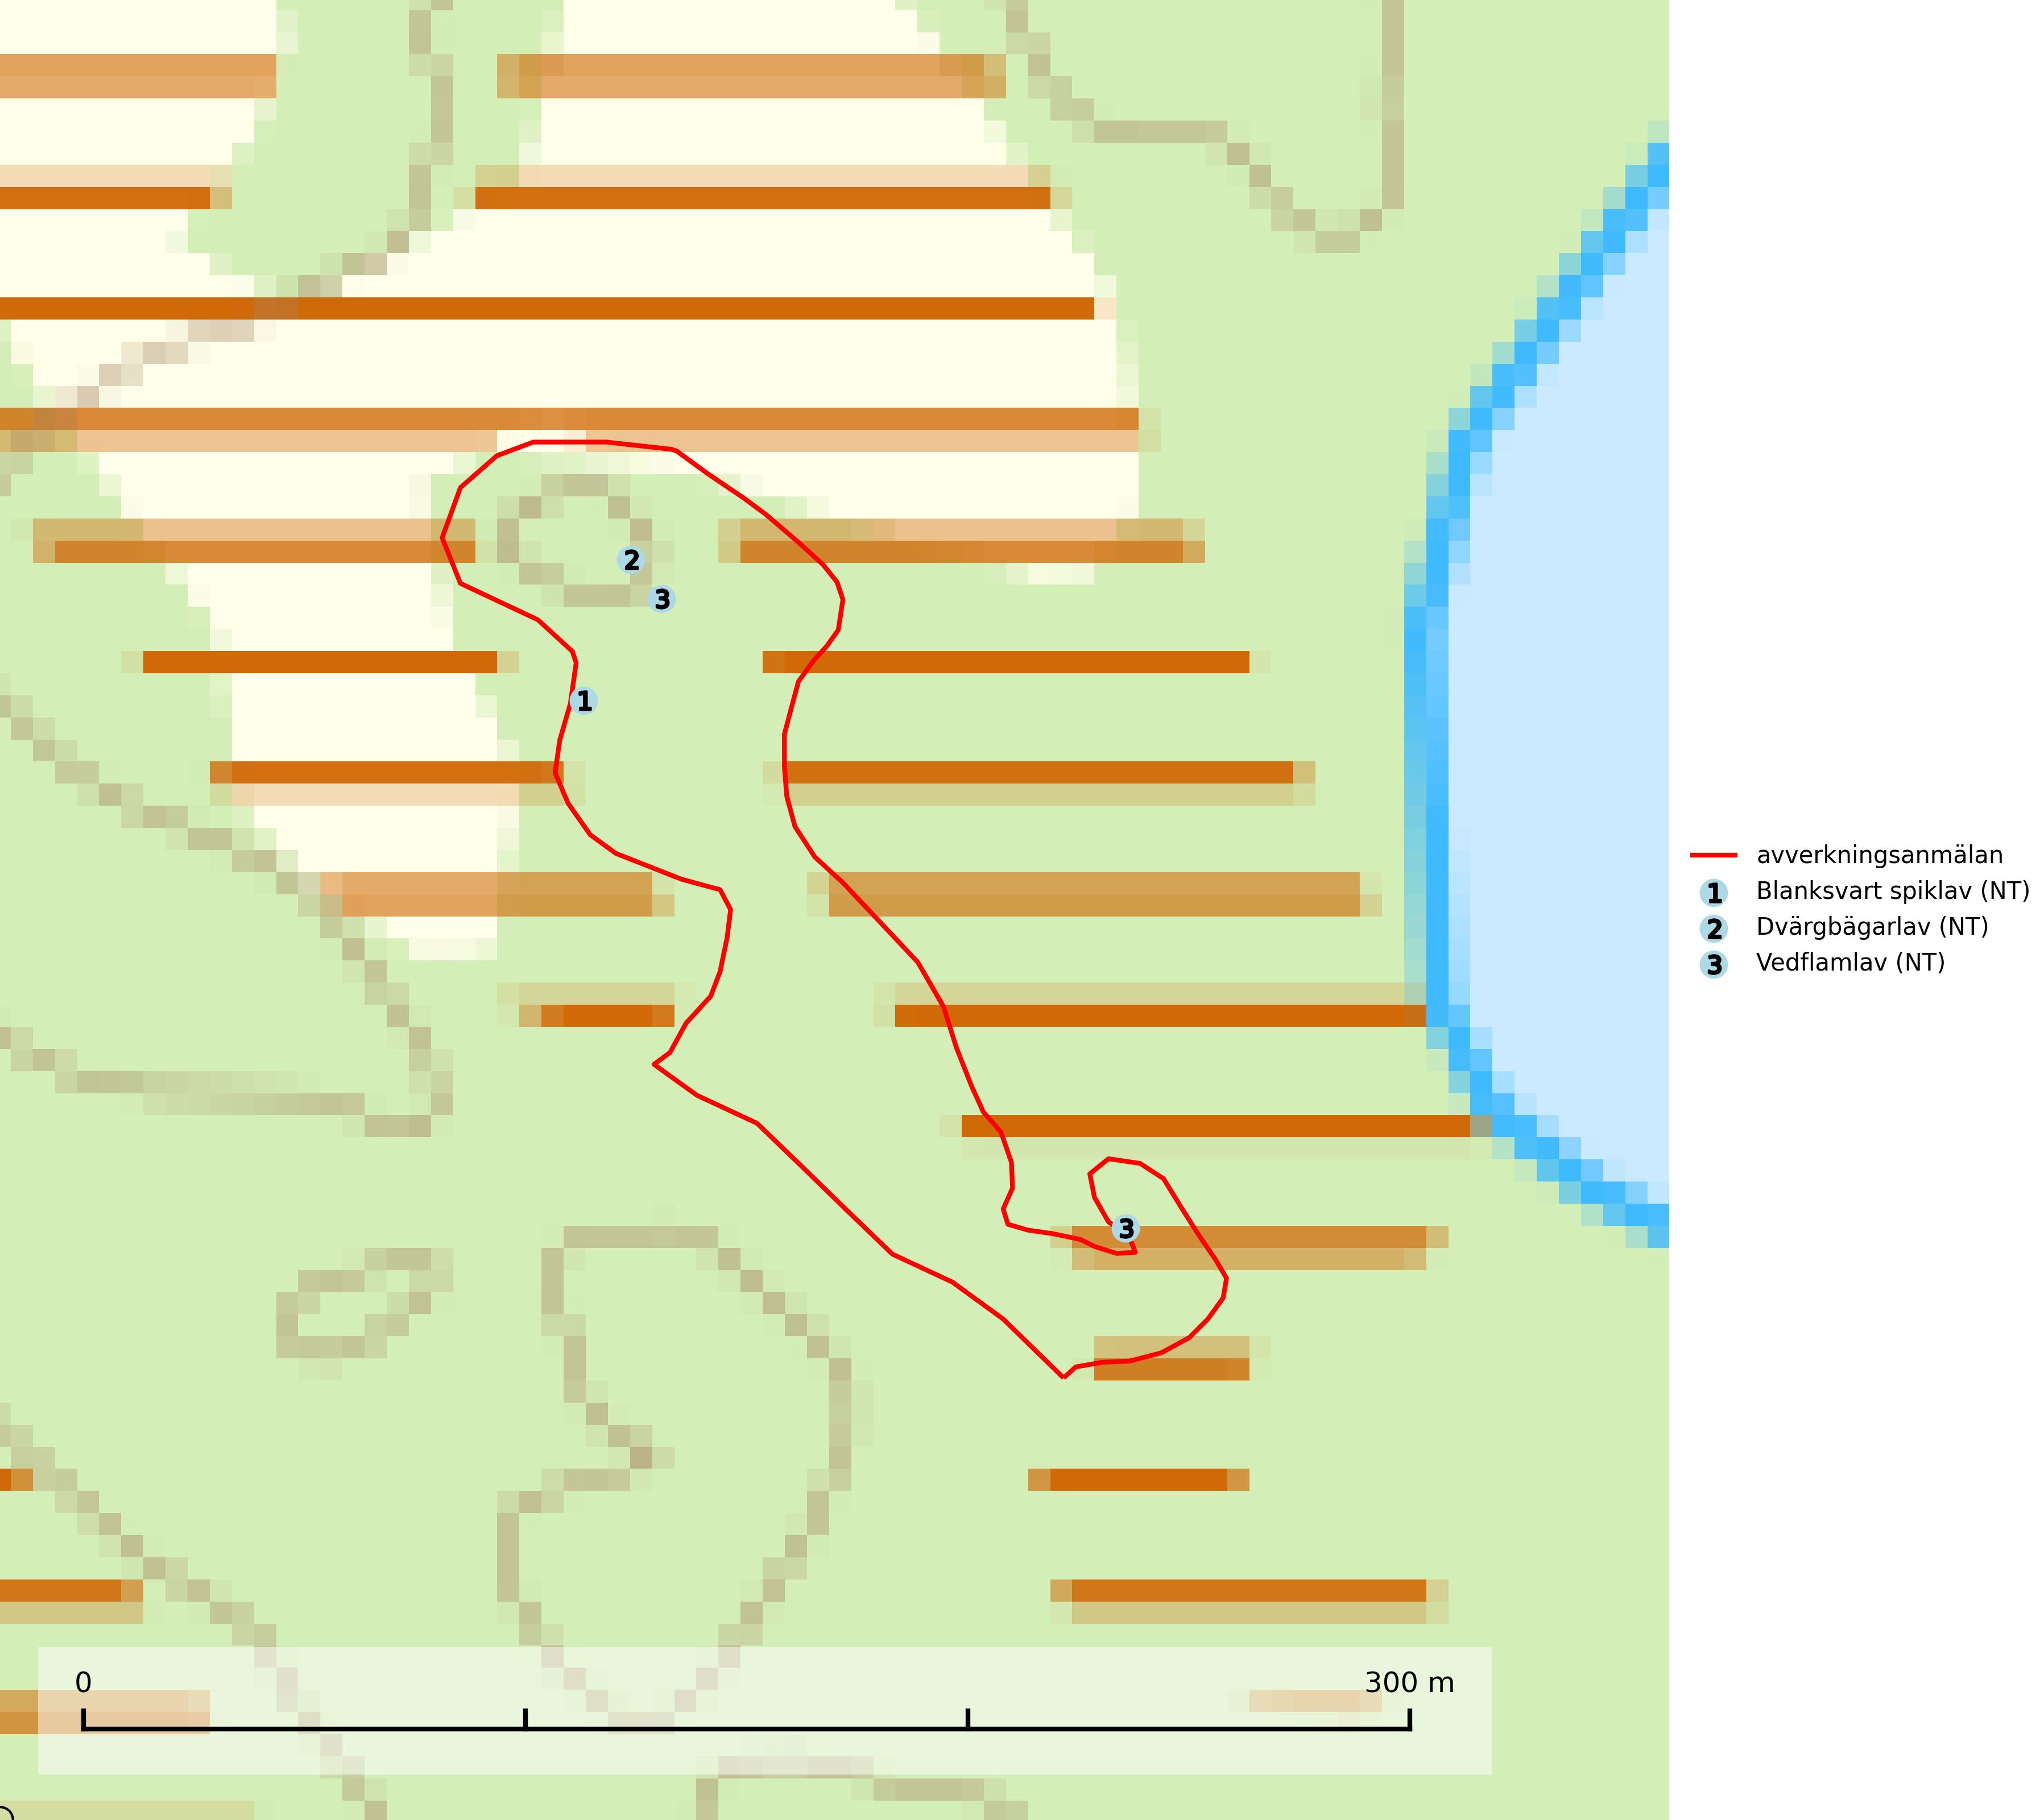 2
3
1
avverkningsanmälan
1 Blanksvart spiklav (NT)
2 Dvärgbägarlav (NT)
3 Vedflamlav (NT)
3
0 300 m